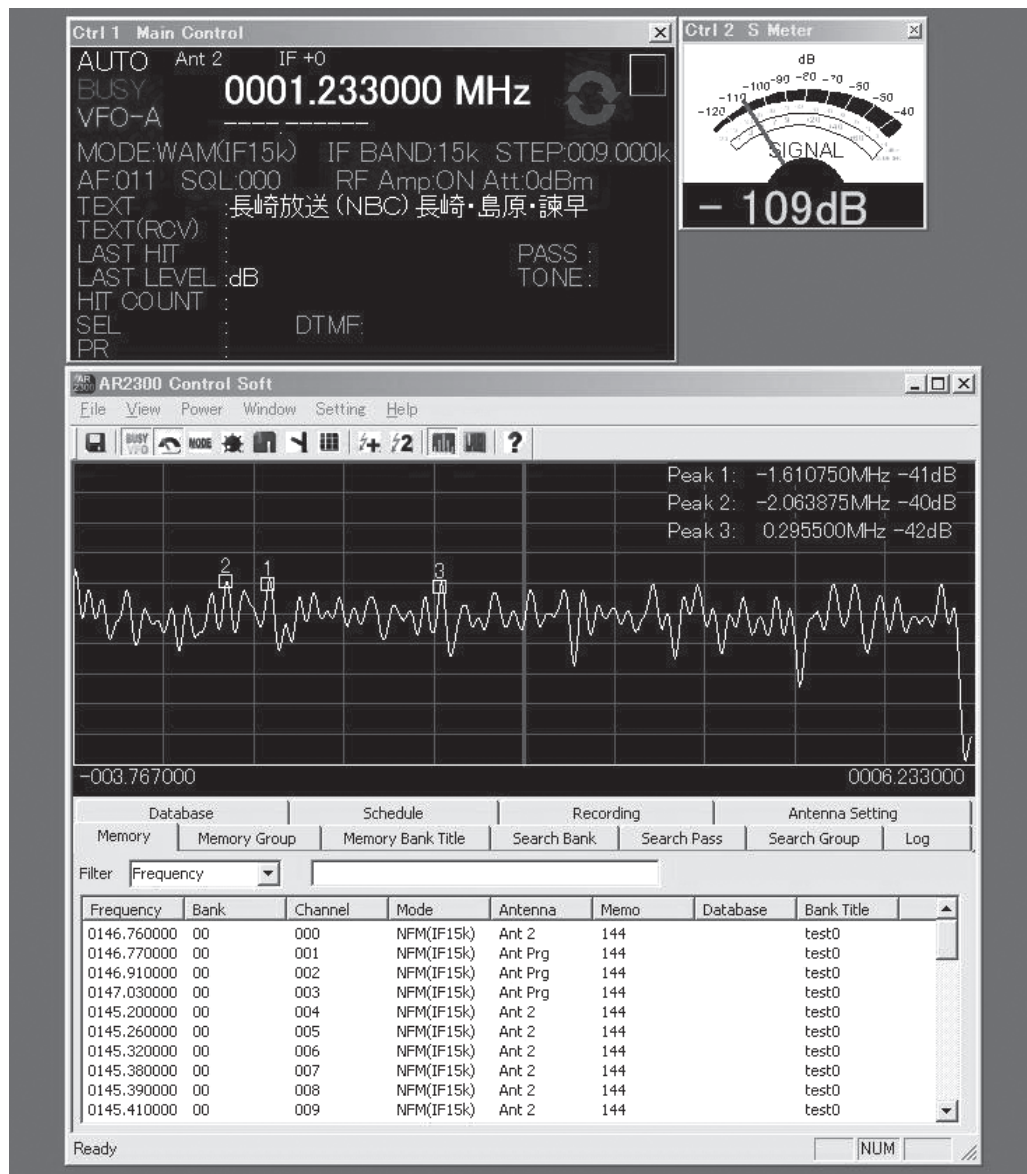 Ctrl 1 Main Control
AUTO Ant 2 IF +0
BUSY 0001.233000 MHz
VFO-A ---- ------
MODE:WAM(IF15k) IF BAND:15k STEP:009.000k
AF:011 SQL:000 RF Amp:ON Att:0dBm
TEXT :長崎放送(NBC)長崎・島原・諫早
TEXT(RCV) :
LAST HIT : PASS :
LAST LEVEL :dB TONE :
HIT COUNT :
SEL : DTMF:
PR :
Ctrl 2 S Meter
dB
-120 -110 -100 -90 -80 -70 -60 -50 -40
SIGNAL
- 109dB
AR2300 Control Soft
File View Power Window Setting Help
BUSY VFO MODE 2 ?
Peak 1: -1.610750MHz -41dB
Peak 2: -2.063875MHz -40dB
Peak 3: 0.295500MHz -42dB
2 1 3
-003.767000 0006.233000
Database Schedule Recording Antenna Setting
Memory Memory Group Memory Bank Title Search Bank Search Pass Search Group Log
Filter Frequency
Frequency Bank Channel Mode Antenna Memo Database Bank Title
0146.760000 00 000 NFM(IF15k) Ant 2 144 test0
0146.770000 00 001 NFM(IF15k) Ant Prg 144 test0
0146.910000 00 002 NFM(IF15k) Ant Prg 144 test0
0147.030000 00 003 NFM(IF15k) Ant Prg 144 test0
0145.200000 00 004 NFM(IF15k) Ant 2 144 test0
0145.260000 00 005 NFM(IF15k) Ant 2 144 test0
0145.320000 00 006 NFM(IF15k) Ant 2 144 test0
0145.380000 00 007 NFM(IF15k) Ant 2 144 test0
0145.390000 00 008 NFM(IF15k) Ant 2 144 test0
0145.410000 00 009 NFM(IF15k) Ant 2 144 test0
Ready NUM